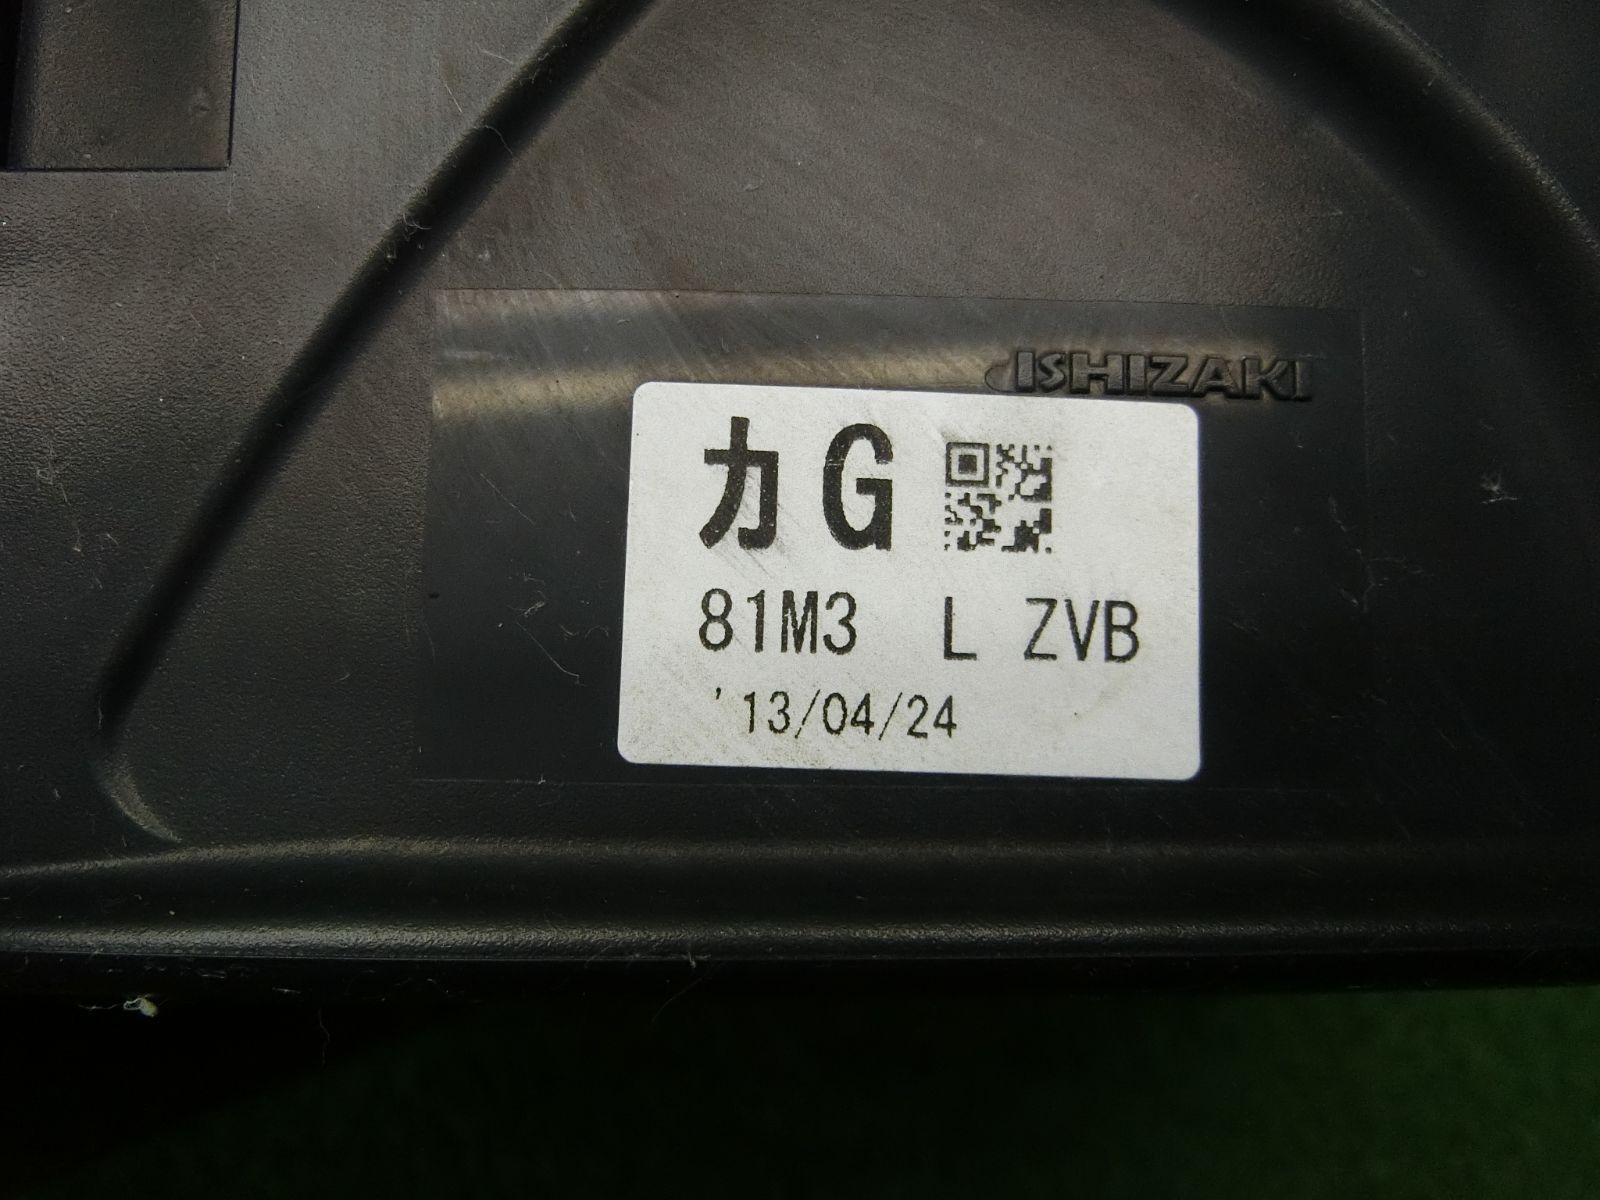 ISHIZAKI
カG
81M3 L ZVB
'13/04/24